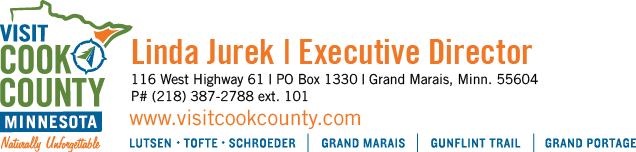 VISIT
COOK
COUNTY
MINNESOTA
Naturally Unforgettable
Linda Jurek | Executive Director
116 West Highway 61 | PO Box 1330 | Grand Marais, Minn. 55604
P# (218) 387-2788 ext. 101
www.visitcookcounty.com
LUTSEN • TOFTE • SCHROEDER | GRAND MARAIS | GUNFLINT TRAIL | GRAND PORTAGE